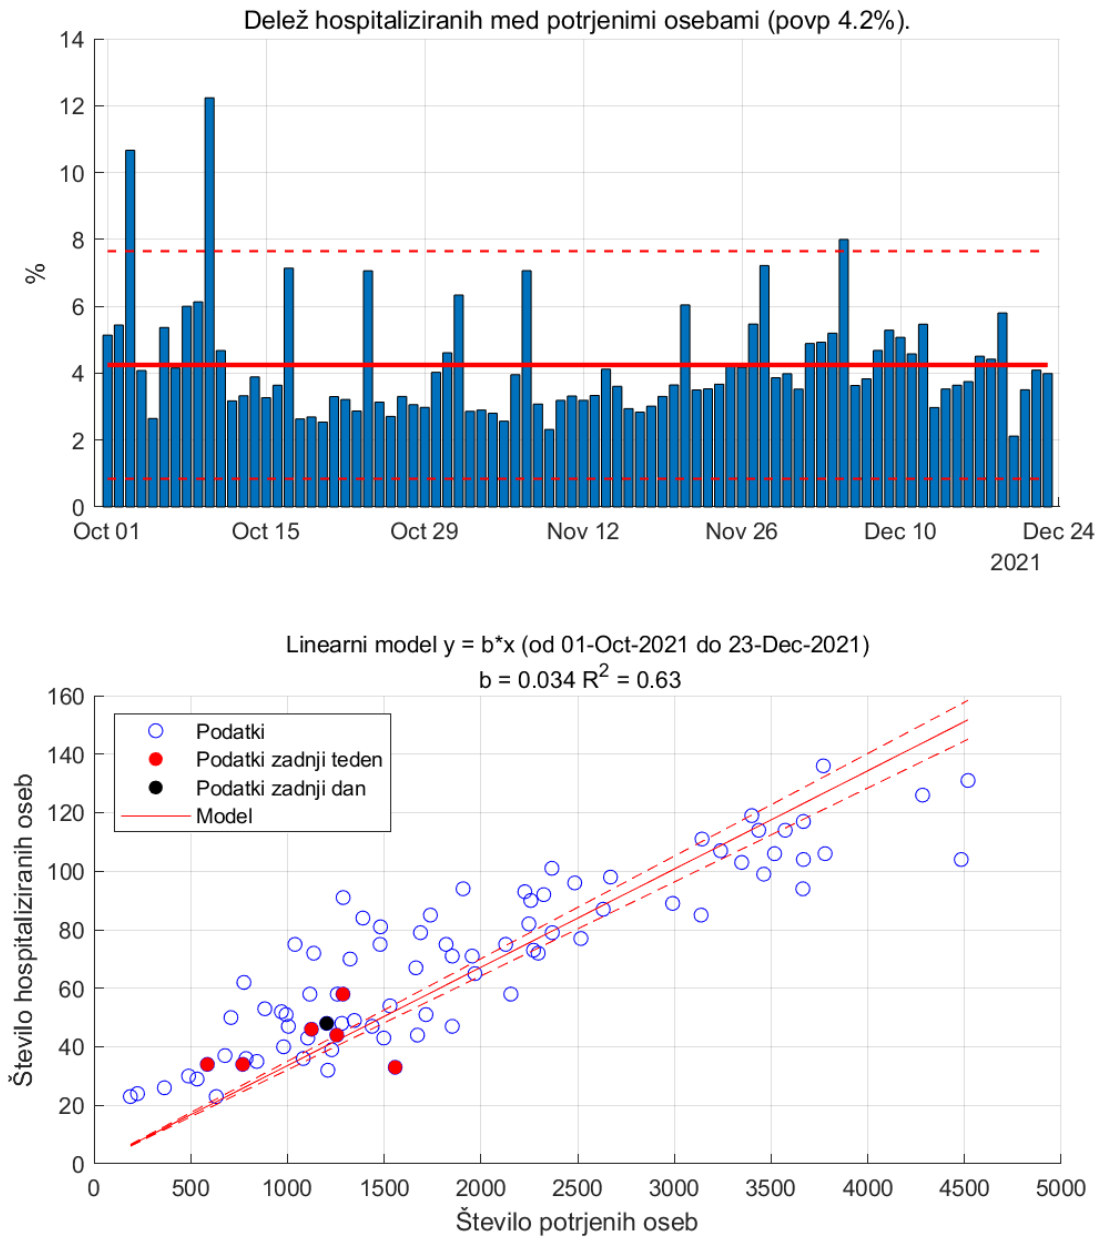 Delež hospitaliziranih med potrjenimi osebami (povp 4.2%).
14
12
10
8
6
4
2
0
%
Oct 01 Oct 15 Oct 29 Nov 12 Nov 26 Dec 10 Dec 24
2021
Linearni model y = b*x (od 01-Oct-2021 do 23-Dec-2021)
b = 0.034 R² = 0.63
160
140
120
100
80
60
40
20
0
Število hospitaliziranih oseb
Podatki
Podatki zadnji teden
Podatki zadnji dan
Model
0 500 1000 1500 2000 2500 3000 3500 4000 4500 5000
Število potrjenih oseb